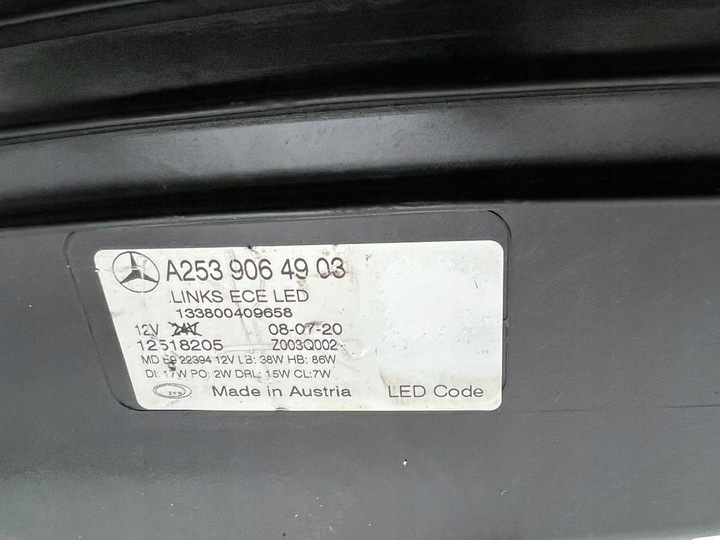 A253 906 49 03
LINKS ECE LED
133800409658
12V 24V 08-07-20
12518205 Z003Q002
MD E9 22394 12V LB: 38W HB: 86W
DI: 17W PO: 2W DRL: 15W CL:7W
Made in Austria LED Code